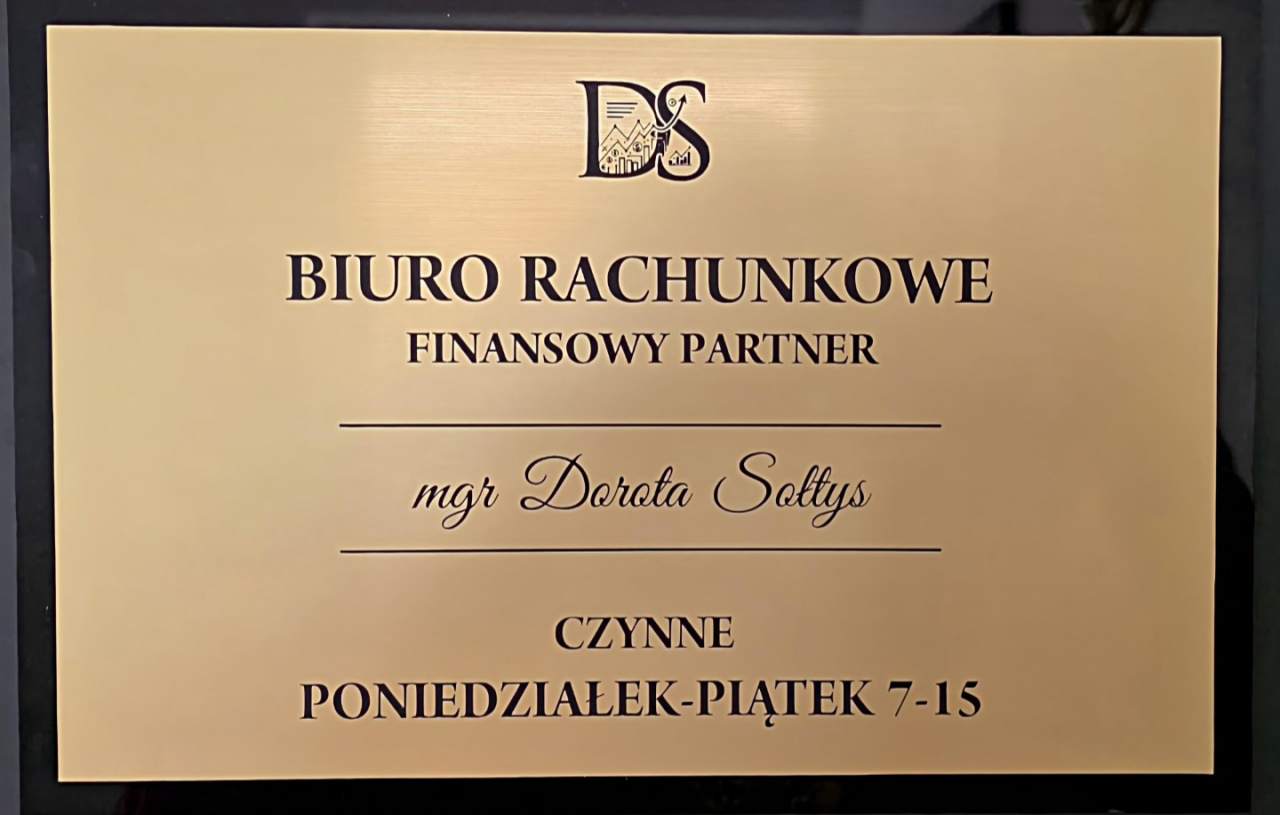 DS
BIURO RACHUNKOWE
FINANSOWY PARTNER
mgr Dorota Sołtys
CZYNNE
PONIEDZIAŁEK-PIĄTEK 7-15